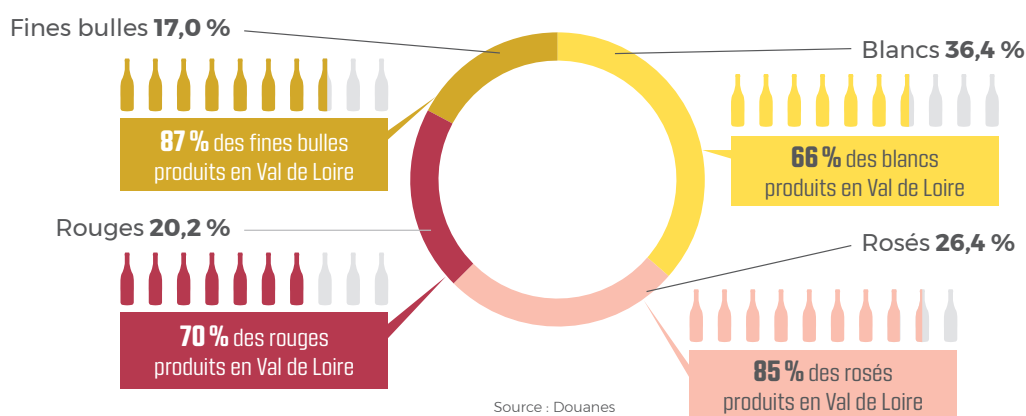 Fines bulles 17,0 %
87 % des fines bulles
produits en Val de Loire
Blancs 36,4 %
66 % des blancs
produits en Val de Loire
Rouges 20,2 %
70 % des rouges
produits en Val de Loire
Rosés 26,4 %
85 % des rosés
produits en Val de Loire
Source : Douanes